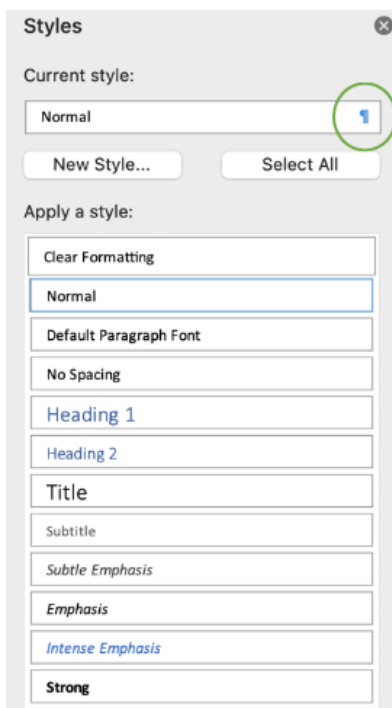 Styles
Current style:
Normal ¶
New Style... Select All
Apply a style:
Clear Formatting
Normal
Default Paragraph Font
No Spacing
Heading 1
Heading 2
Title
Subtitle
Subtle Emphasis
Emphasis
Intense Emphasis
Strong